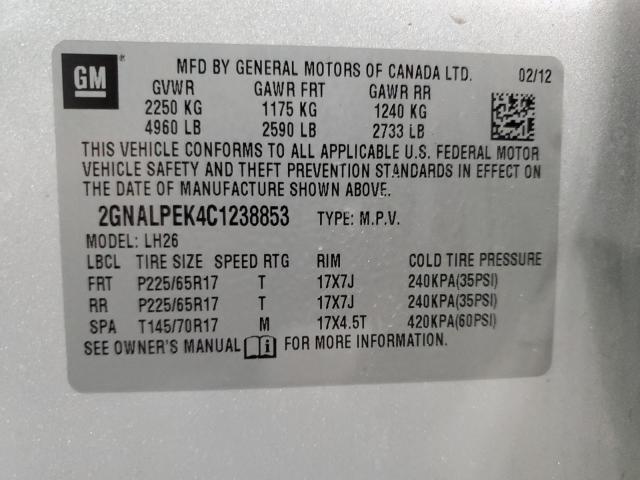 GM
MFD BY GENERAL MOTORS OF CANADA LTD. 02/12
GVWR GAWR FRT GAWR RR
2250 KG 1175 KG 1240 KG
4960 LB 2590 LB 2733 LB
THIS VEHICLE CONFORMS TO ALL APPLICABLE U.S. FEDERAL MOTOR
VEHICLE SAFETY AND THEFT PREVENTION STANDARDS IN EFFECT ON
THE DATE OF MANUFACTURE SHOWN ABOVE.
2GNALPEK4C1238853 TYPE: M.P.V.
MODEL: LH26
LBCL TIRE SIZE SPEED RTG RIM COLD TIRE PRESSURE
FRT P225/65R17 T 17X7J 240KPA(35PSI)
RR P225/65R17 T 17X7J 240KPA(35PSI)
SPA T145/70R17 M 17X4.5T 420KPA(60PSI)
SEE OWNER'S MANUAL FOR MORE INFORMATION.